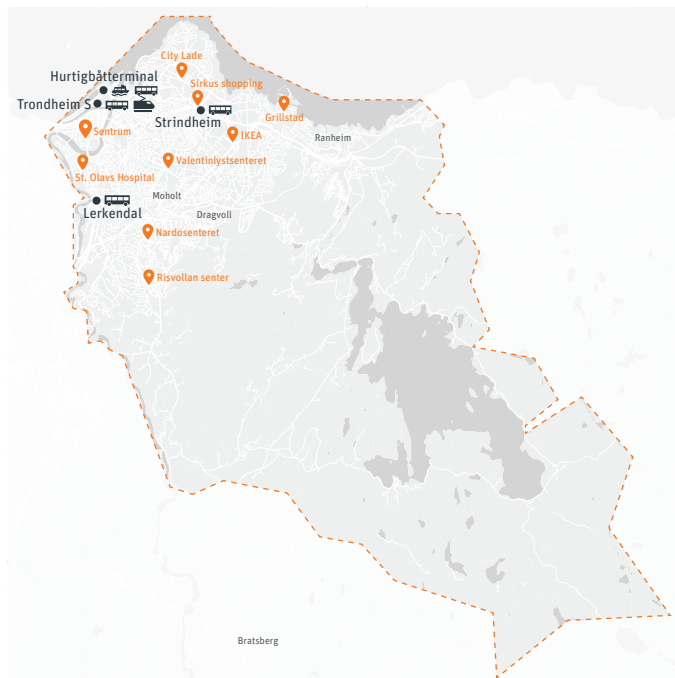 City Lade
Hurtigbåtterminal
Sirkus shopping
Trondheim S
Grillstad
Strindheim
Sentrum
IKEA
Ranheim
Valentinlystsenteret
St. Olavs Hospital
Moholt
Lerkendal
Dragvoll
Nardosenteret
Risvollan senter
Bratsberg